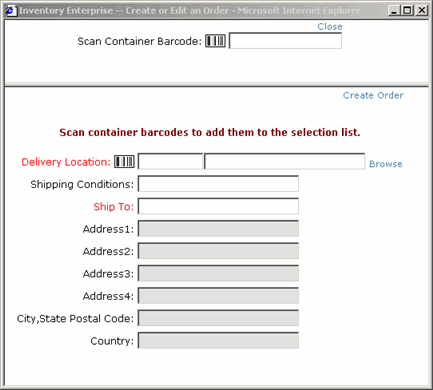 Inventory Enterprise -- Create or Edit an Order - Microsoft Internet Explorer
Close
Scan Container Barcode:
Create Order
Scan container barcodes to add them to the selection list.
Delivery Location:
Browse
Shipping Conditions:
Ship To:
Address1:
Address2:
Address3:
Address4:
City,State Postal Code:
Country: